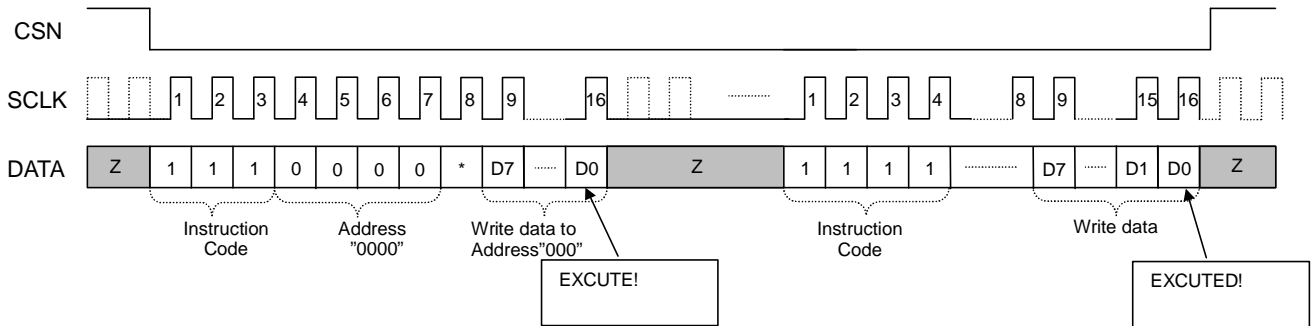 CSN
SCLK 1 2 3 4 5 6 7 8 9 16 1 2 3 4 8 9 15 16
DATA Z 1 1 1 0 0 0 0 * D7 ...... D0 Z 1 1 1 1 .............. D7 ...... D1 D0 Z
Instruction
Code
Address
"0000"
Write data to
Address"000"
Instruction
Code
Write data
EXCUTE!
EXCUTED!